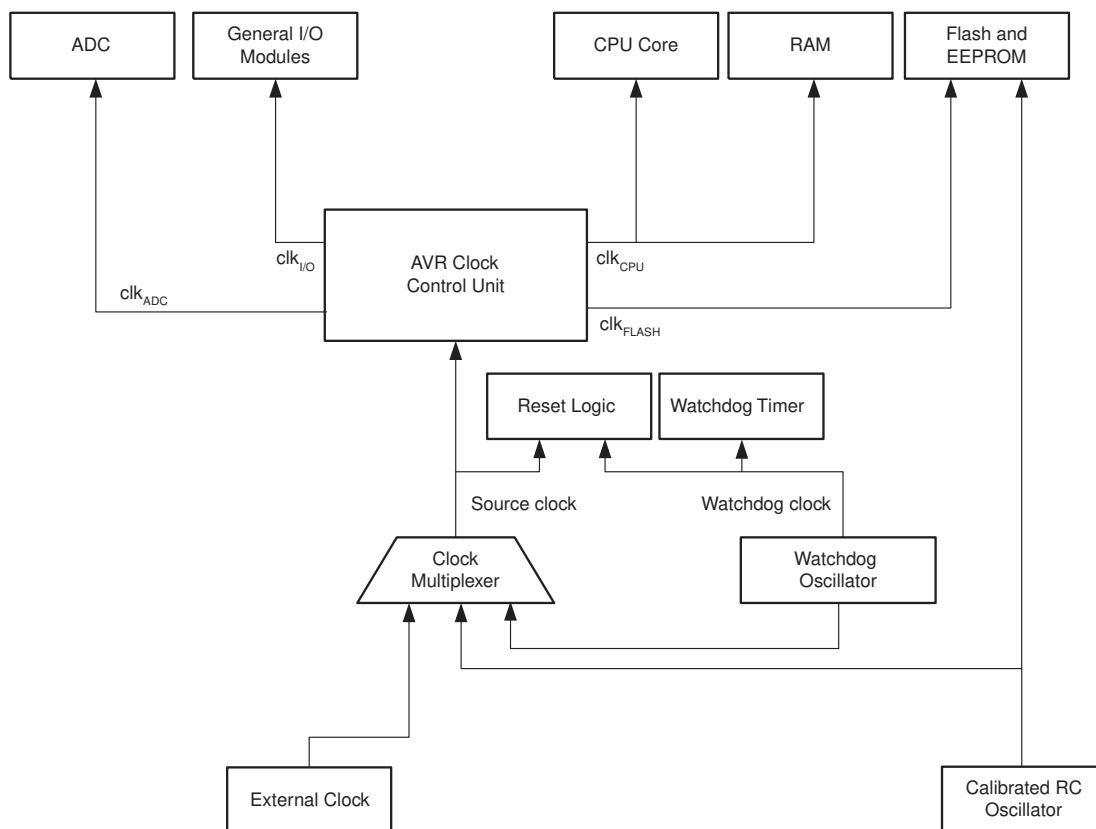 ADC
General I/O
Modules
CPU Core
RAM
Flash and
EEPROM
clkI/O
AVR Clock
Control Unit
clkCPU
clkADC
clkFLASH
Reset Logic
Watchdog Timer
Source clock
Watchdog clock
Clock
Multiplexer
Watchdog
Oscillator
External Clock
Calibrated RC
Oscillator